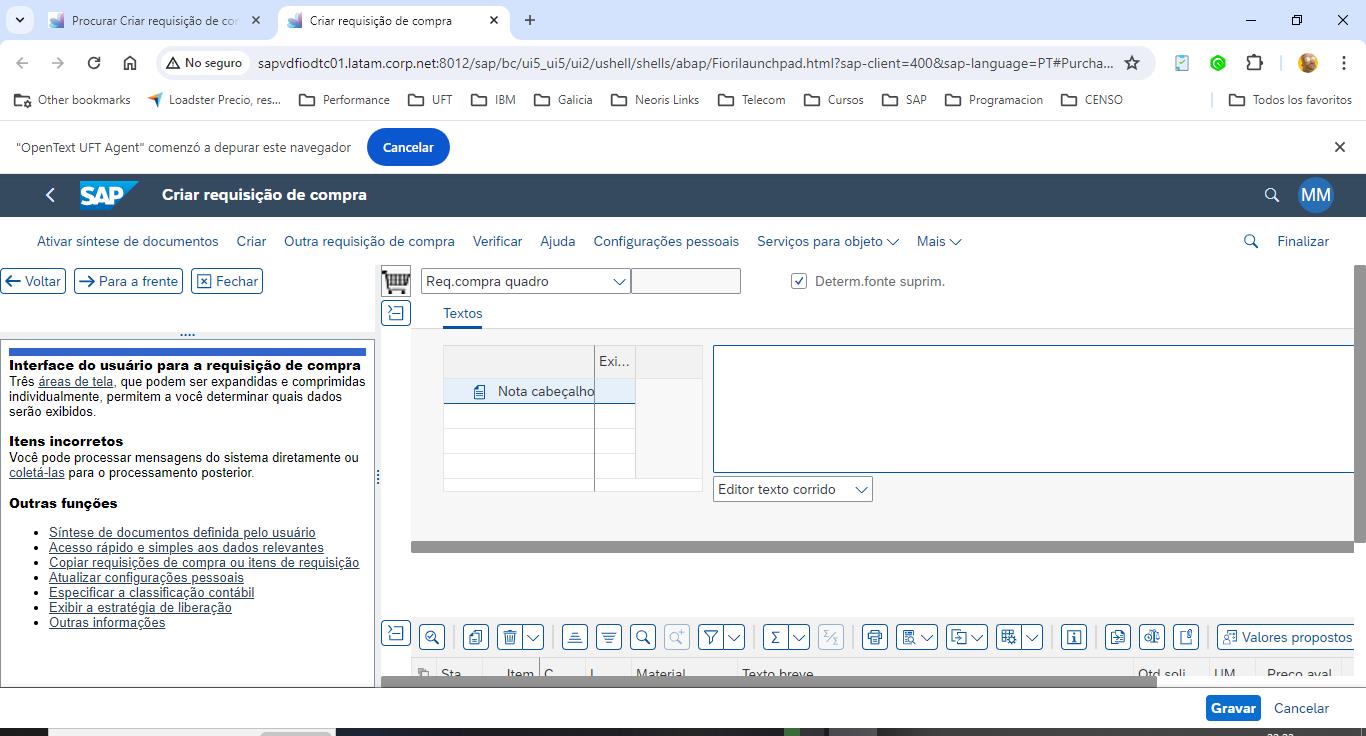 Procurar Criar requisição de cor
Criar requisição de compra
No seguro
sapvdfiodtc01.latam.corp.net:8012/sap/bc/ui5_ui5/ui2/ushell/shells/abap/Fiorilaunchpad.html?sap-client=400&sap-language=PT#Purcha...
Other bookmarks
Loadster Precio, res...
Performance
UFT
IBM
Galicia
Neoris Links
Telecom
Cursos
SAP
Programacion
CENSO
Todos los favoritos
"OpenText UFT Agent" comenzó a depurar este navegador
Cancelar
SAP
Criar requisição de compra
MM
Ativar síntese de documentos
Criar
Outra requisição de compra
Verificar
Ajuda
Configurações pessoais
Serviços para objeto
Mais
Finalizar
Voltar
Para a frente
Fechar
Req.compra quadro
Determ.fonte suprim.
Textos
Interface do usuário para a requisição de compra
Três áreas de tela, que podem ser expandidas e comprimidas
individualmente, permitem a você determinar quais dados
serão exibidos.
Itens incorretos
Você pode processar mensagens do sistema diretamente ou
coletá-las para o processamento posterior.
Outras funções
Síntese de documentos definida pelo usuário
Acesso rápido e simples aos dados relevantes
Copiar requisições de compra ou itens de requisição
Atualizar configurações pessoais
Especificar a classificação contábil
Exibir a estratégia de liberação
Outras informações
Exi...
Nota cabeçalho
Editor texto corrido
Valores propostos
Sta
Item
C
I
Material
Texto breve
Qtd.soli
UM
Preço aval
Gravar
Cancelar